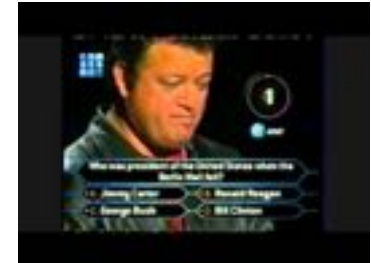 1
Who was president of the United States when the
Berlin Wall fell?
Jimmy Carter
Ronald Reagan
George Bush
Bill Clinton